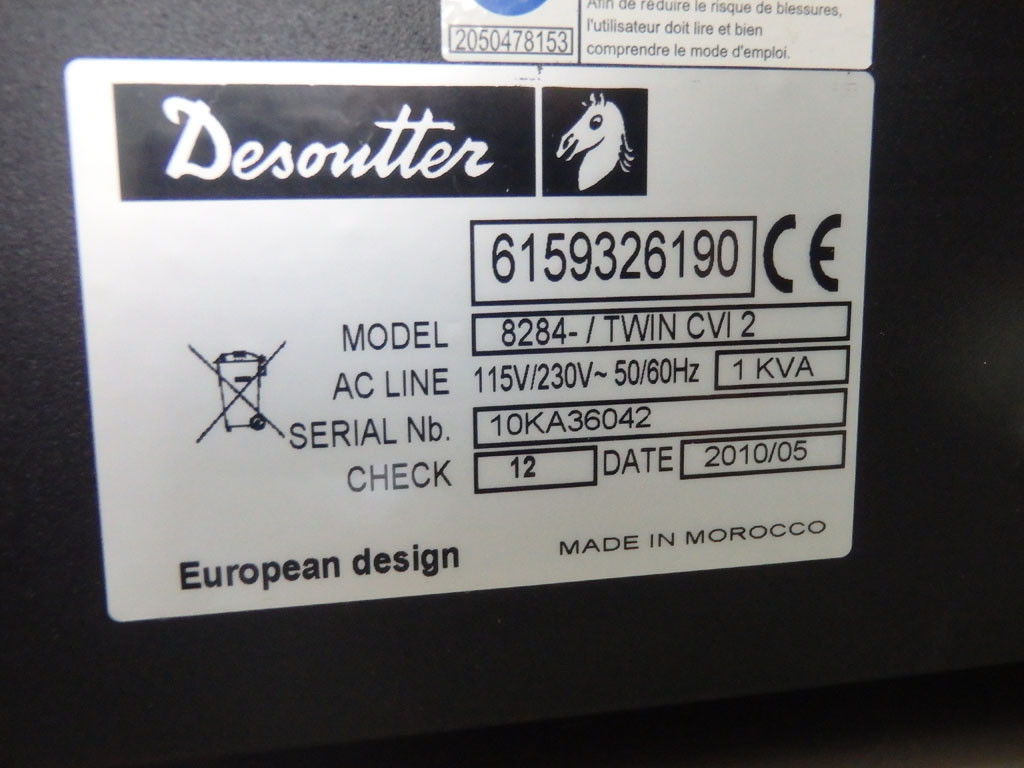 Afin de réduire le risque de blessures,
l'utilisateur doit lire et bien
comprendre le mode d'emploi.
2050478153
Desoutter
6159326190 CE
MODEL 8284- / TWIN CVI 2
AC LINE 115V/230V~ 50/60Hz 1 KVA
SERIAL Nb. 10KA36042
CHECK 12 DATE 2010/05
European design MADE IN MOROCCO